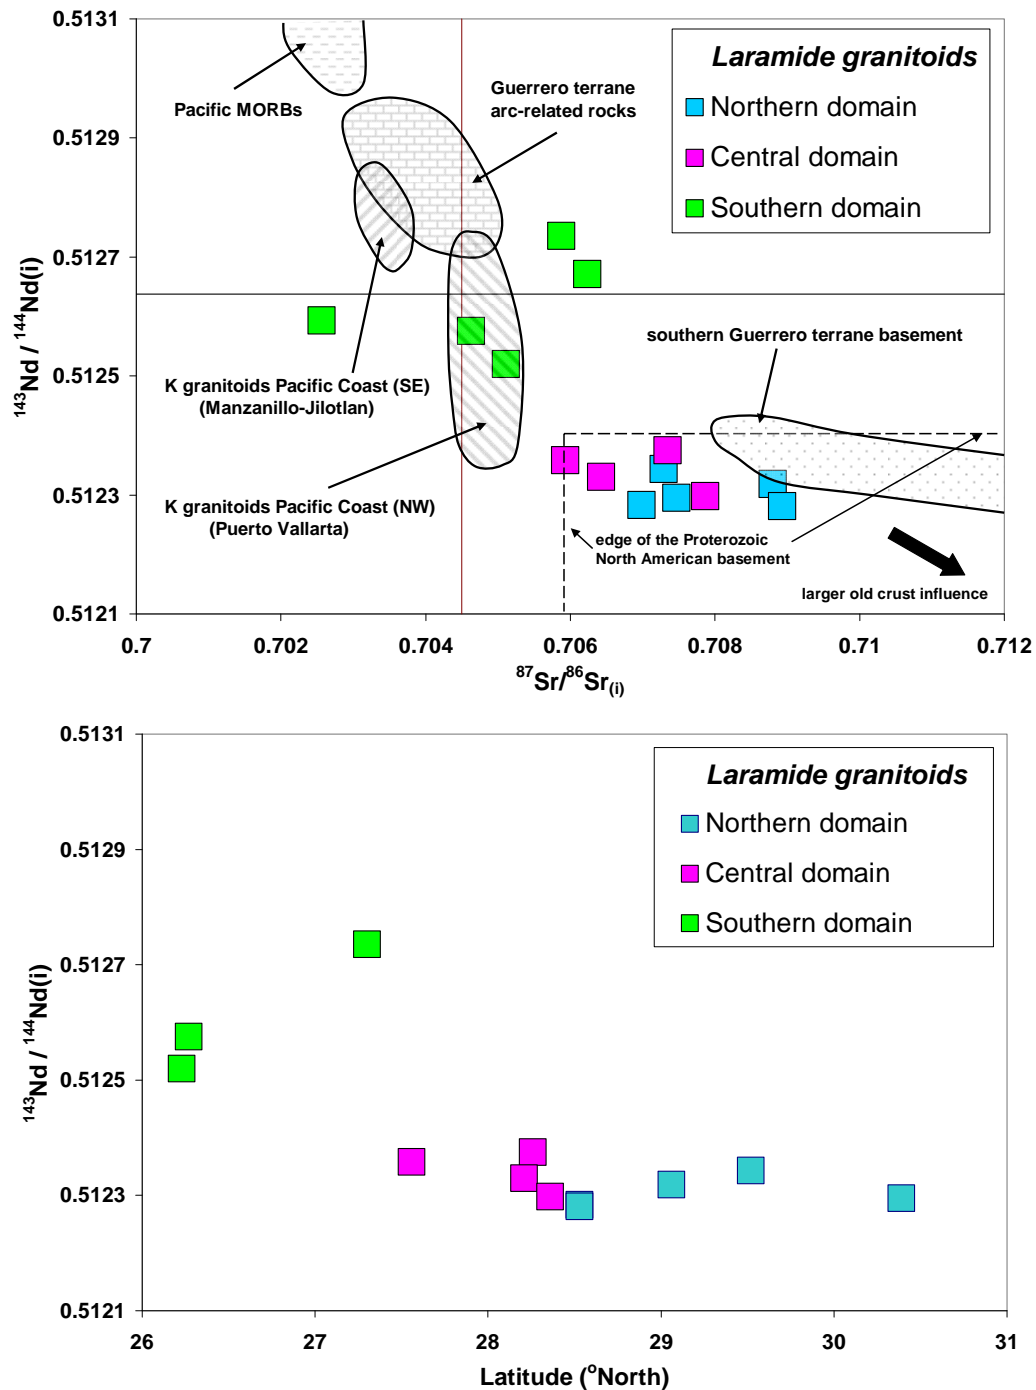 0.5131
0.5129
0.5127
0.5125
0.5123
0.5121
¹⁴³Nd / ¹⁴⁴Nd(i)
Pacific MORBs
Guerrero terrane
arc-related rocks
Laramide granitoids
Northern domain
Central domain
Southern domain
K granitoids Pacific Coast (SE)
(Manzanillo-Jilotlan)
southern Guerrero terrane basement
K granitoids Pacific Coast (NW)
(Puerto Vallarta)
edge of the Proterozoic
North American basement
larger old crust influence
0.7 0.702 0.704 0.706 0.708 0.71 0.712
⁸⁷Sr/⁸⁶Sr₍ᵢ₎
0.5131
0.5129
0.5127
0.5125
0.5123
0.5121
¹⁴³Nd / ¹⁴⁴Nd(i)
Laramide granitoids
Northern domain
Central domain
Southern domain
26 27 28 29 30 31
Latitude (°North)